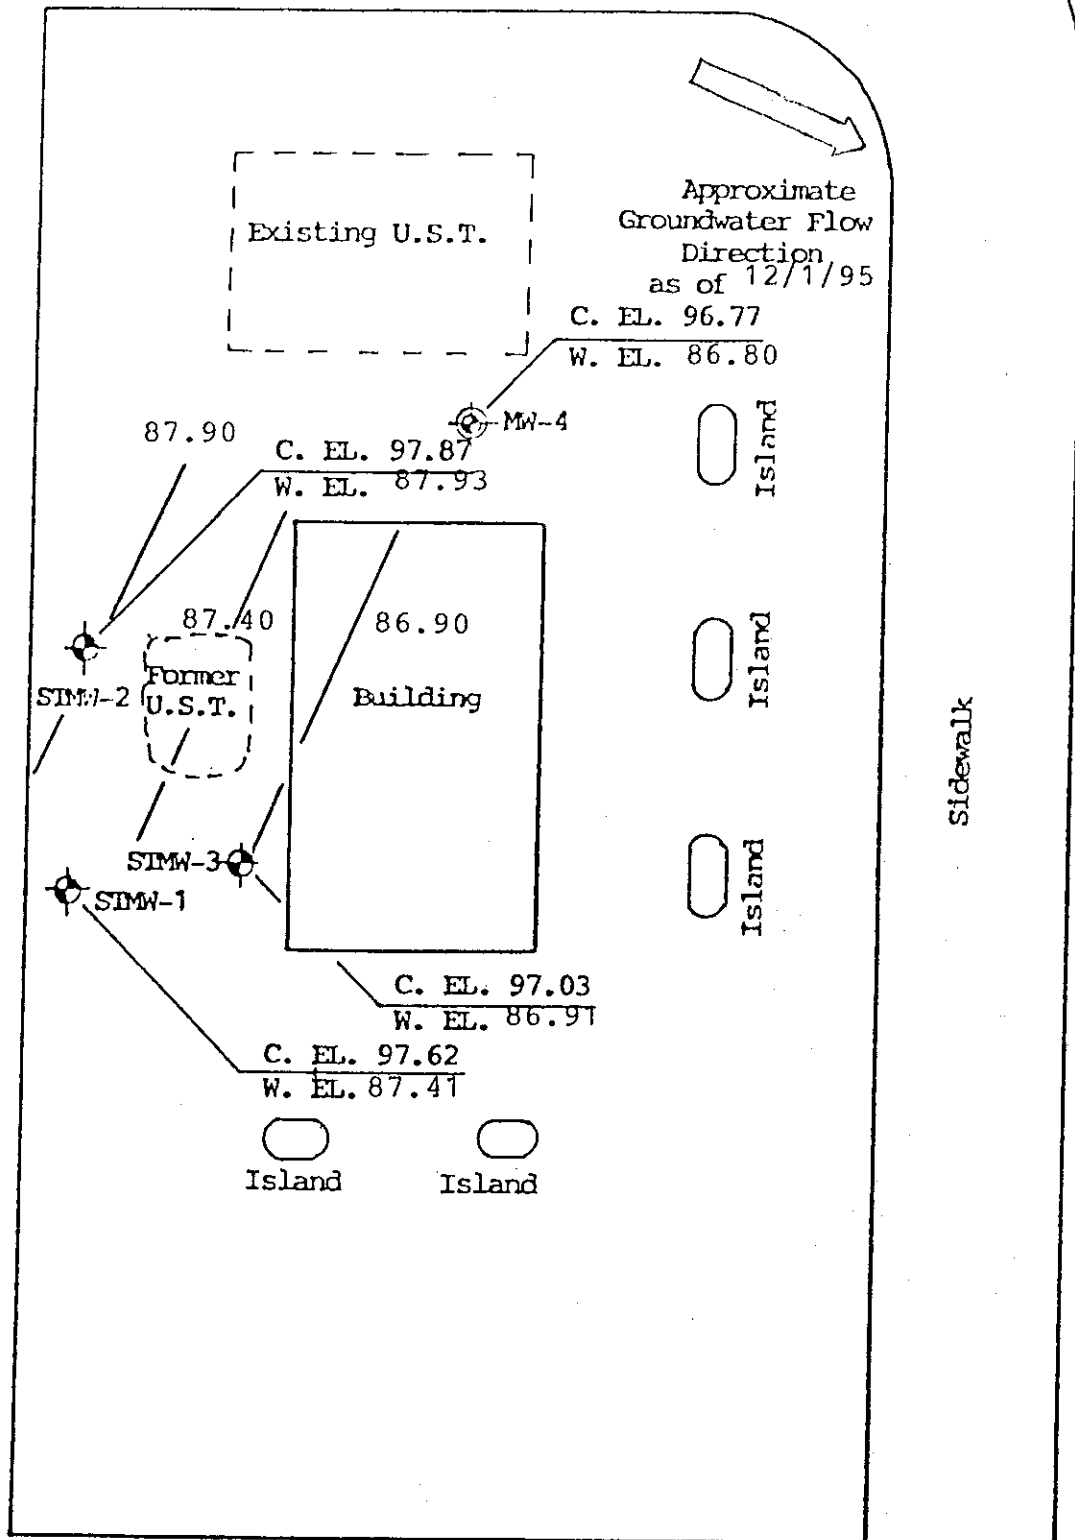 Existing U.S.T.
Approximate
Groundwater Flow
Direction
as of 12/1/95
C. EL. 96.77
W. EL. 86.80
MW-4
Island
87.90
C. EL. 97.87
W. EL. 87.93
87.40
86.90
Island
Former
U.S.T.
STMW-2
Building
Sidewalk
STMW-3
STMW-1
Island
C. EL. 97.03
W. EL. 86.91
C. EL. 97.62
W. EL. 87.41
Island
Island